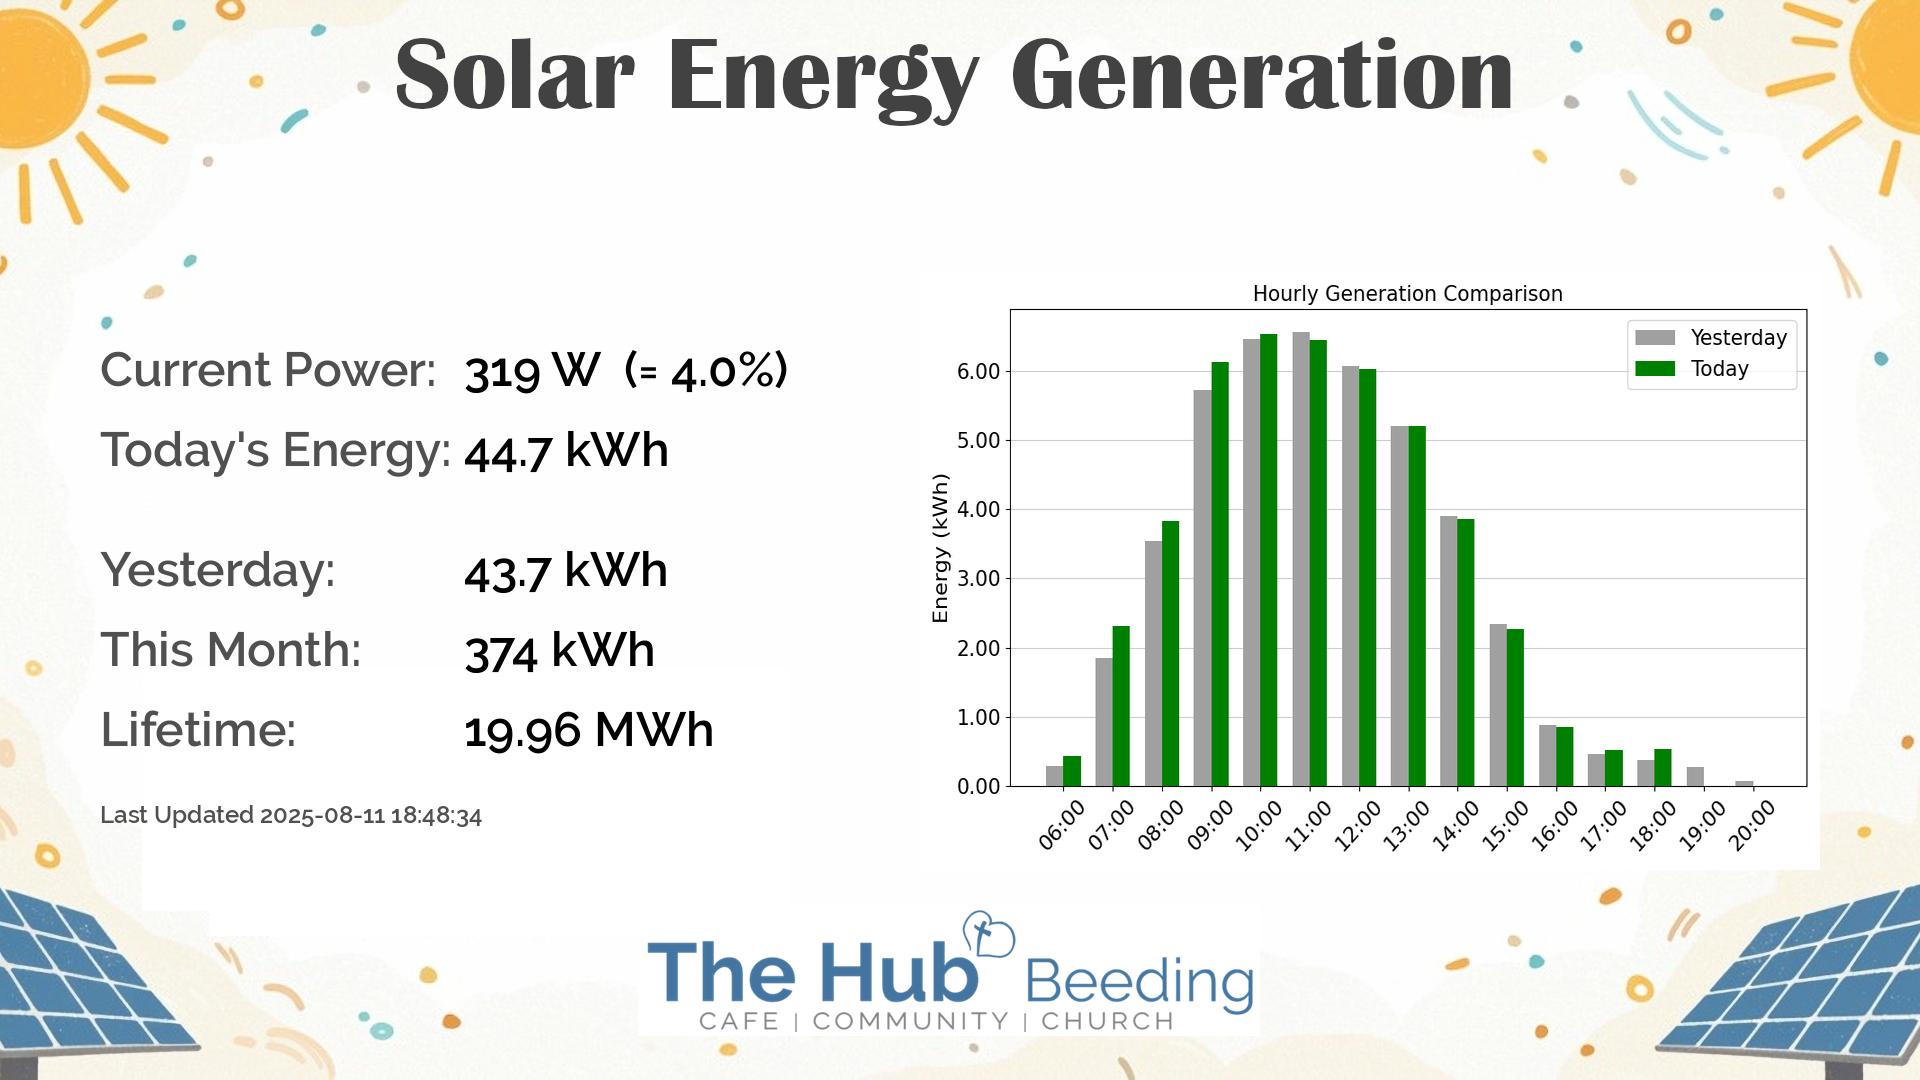 Solar Energy Generation
Current Power: 319 W (= 4.0%)
Today's Energy: 44.7 kWh
Yesterday: 43.7 kWh
This Month: 374 kWh
Lifetime: 19.96 MWh
Last Updated 2025-08-11 18:48:34
Hourly Generation Comparison
Yesterday
Today
Energy (kWh)
6.00
5.00
4.00
3.00
2.00
1.00
0.00
06:00 07:00 08:00 09:00 10:00 11:00 12:00 13:00 14:00 15:00 16:00 17:00 18:00 19:00 20:00
The Hub Beeding
CAFE | COMMUNITY | CHURCH